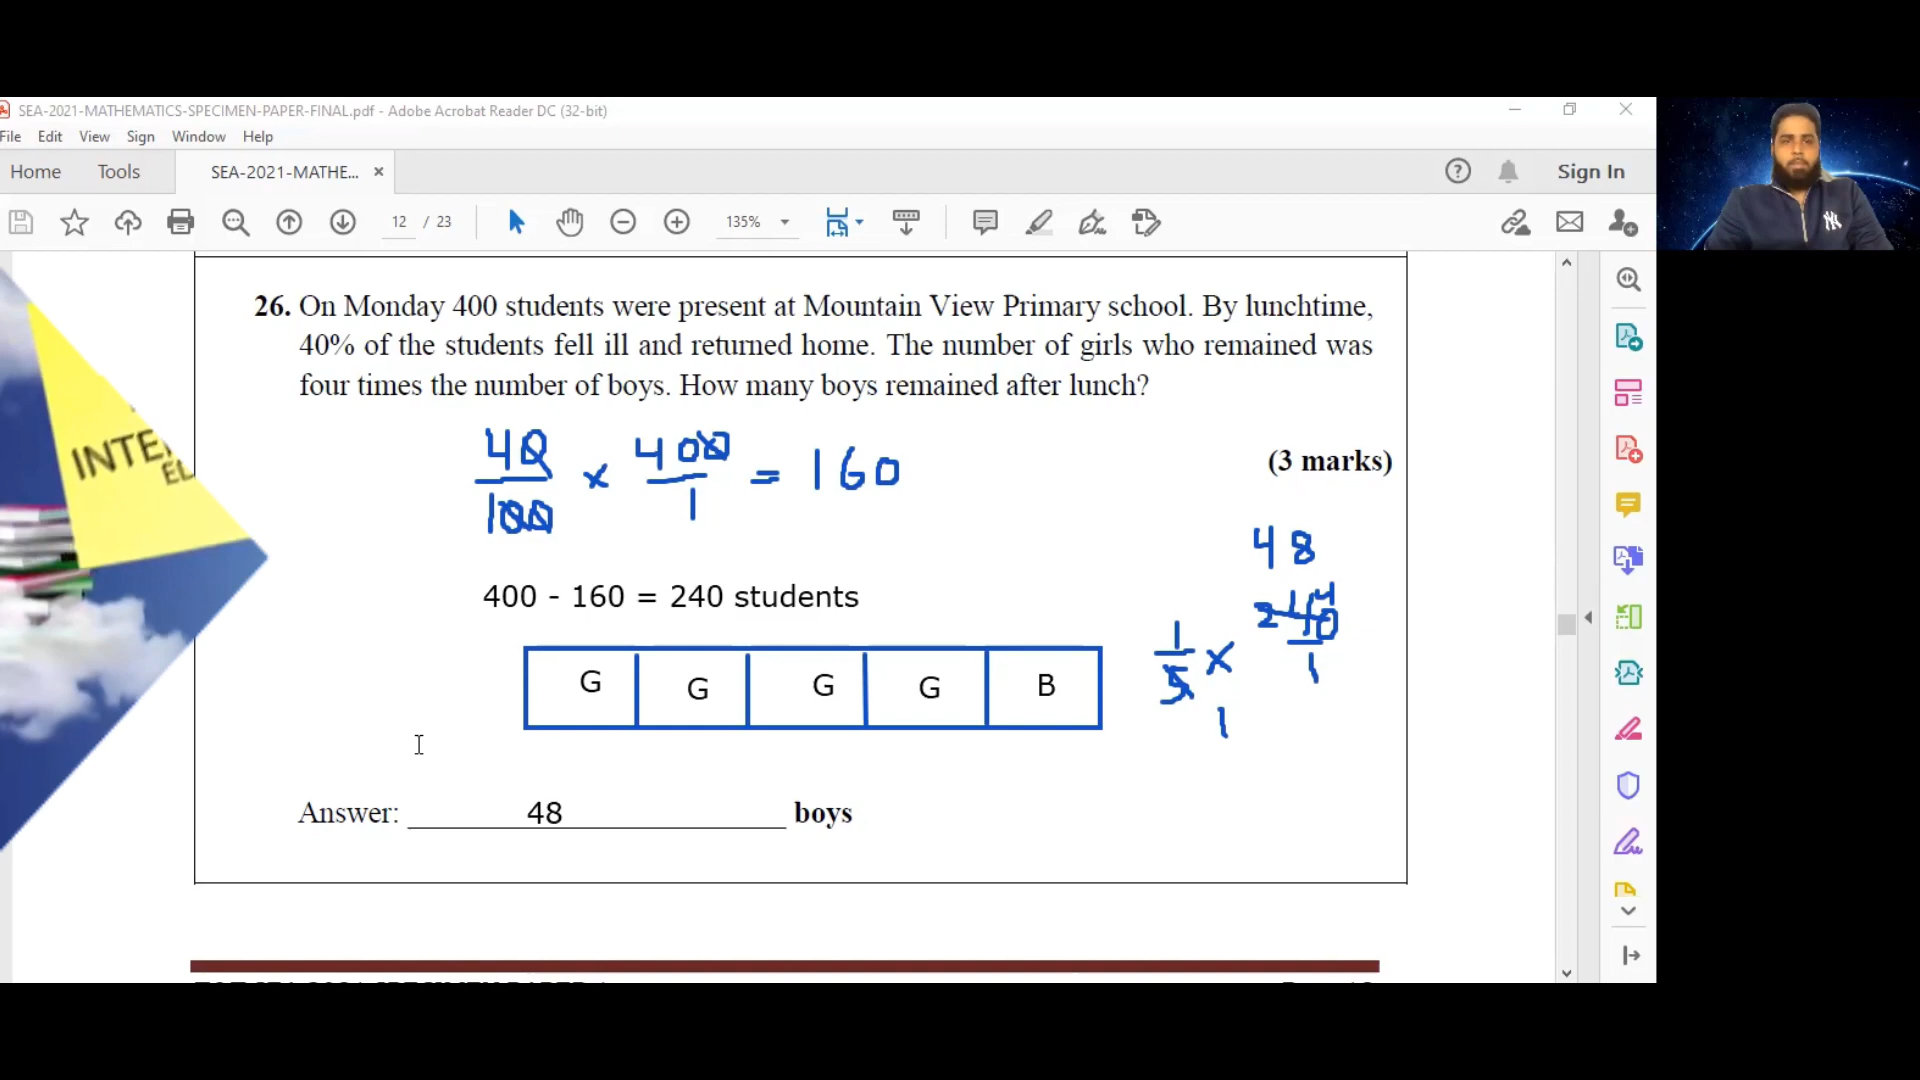 SEA-2021-MATHEMATICS-SPECIMEN-PAPER-FINAL.pdf - Adobe Acrobat Reader DC (32-bit)
File Edit View Sign Window Help
Home Tools SEA-2021-MATHE... × Sign In
12 / 23 135%
26. On Monday 400 students were present at Mountain View Primary school. By lunchtime,
40% of the students fell ill and returned home. The number of girls who remained was
four times the number of boys. How many boys remained after lunch?
40/100 × 400/1 = 160
(3 marks)
48
400 - 160 = 240 students
1/5 × 240/1
1
G G G G B
Answer: 48 boys
INTE
EL
NY